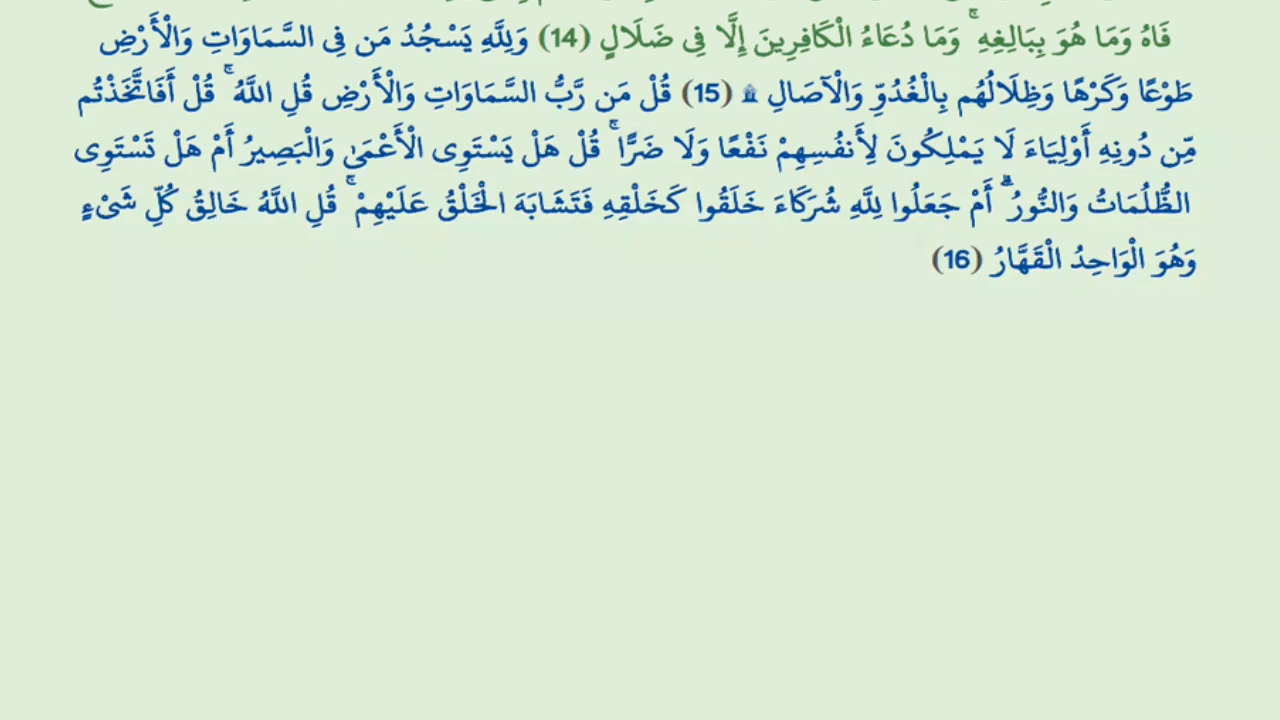 فَاهُ وَمَا هُوَ بِبَالِغِهِ ۚ وَمَا دُعَاءُ الْكَافِرِينَ إِلَّا فِي ضَلَالٍ (14) وَلِلَّهِ يَسْجُدُ مَن فِي السَّمَاوَاتِ وَالْأَرْضِ
طَوْعًا وَكَرْهًا وَظِلَالُهُم بِالْغُدُوِّ وَالْآصَالِ ۩ (15) قُلْ مَن رَّبُّ السَّمَاوَاتِ وَالْأَرْضِ قُلِ اللَّهُ ۚ قُلْ أَفَاتَّخَذْتُم
مِّن دُونِهِ أَوْلِيَاءَ لَا يَمْلِكُونَ لِأَنفُسِهِمْ نَفْعًا وَلَا ضَرًّا ۚ قُلْ هَلْ يَسْتَوِي الْأَعْمَىٰ وَالْبَصِيرُ أَمْ هَلْ تَسْتَوِي
الظُّلُمَاتُ وَالنُّورُ ۗ أَمْ جَعَلُوا لِلَّهِ شُرَكَاءَ خَلَقُوا كَخَلْقِهِ فَتَشَابَهَ الْخَلْقُ عَلَيْهِمْ ۚ قُلِ اللَّهُ خَالِقُ كُلِّ شَيْءٍ
وَهُوَ الْوَاحِدُ الْقَهَّارُ (16)